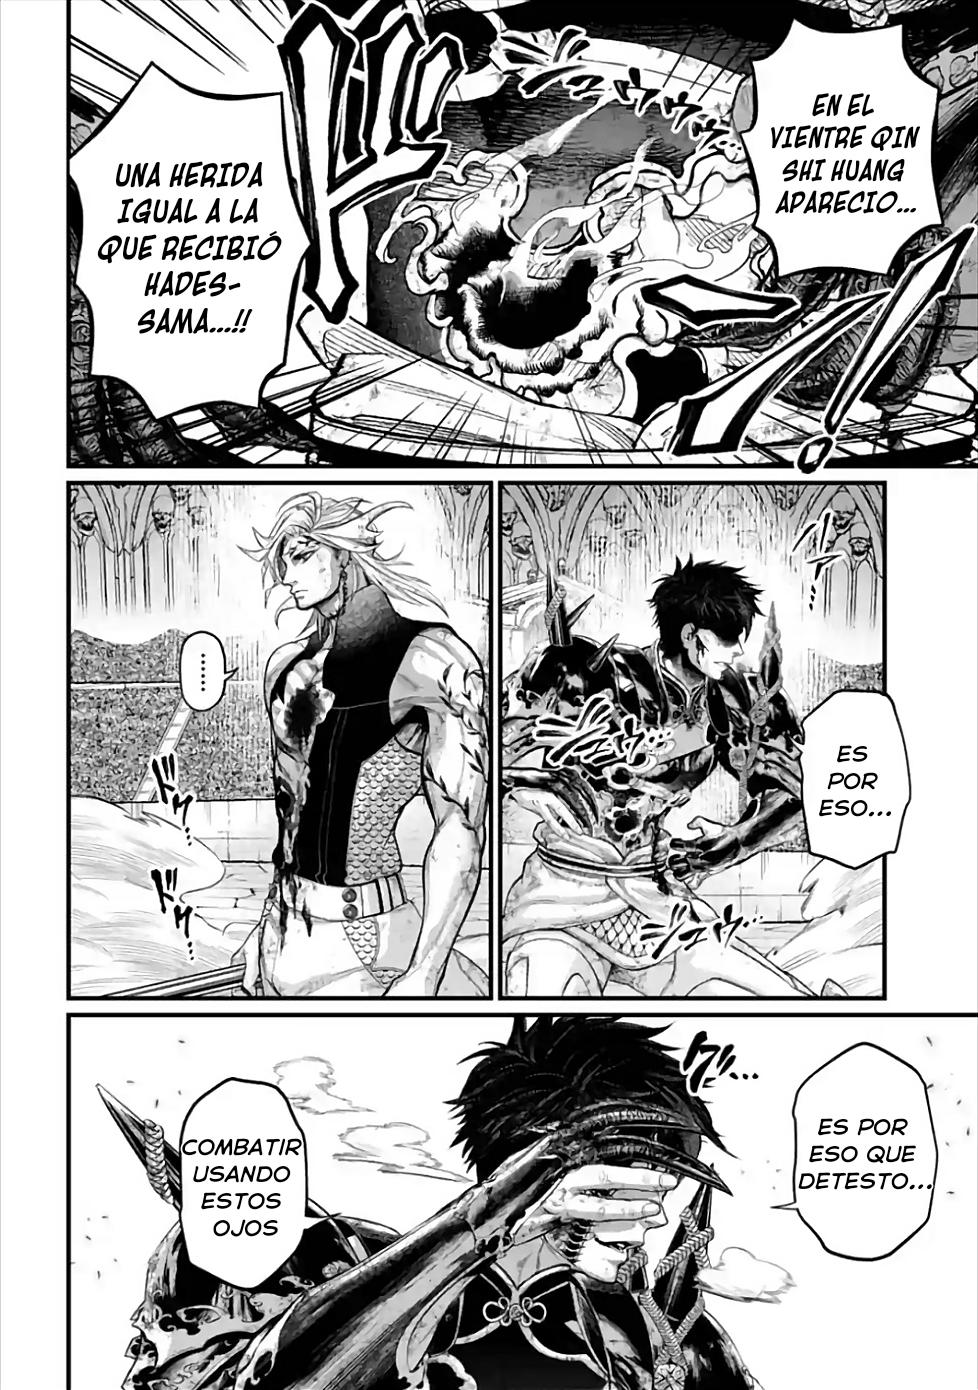 EN EL
VIENTRE QIN
SHI HUANG
APARECIO...
UNA HERIDA
IGUAL A LA
QUE RECIBIÓ
HADES-
SAMA...!!
ES
POR
ESO...
.......
ES POR
ESO QUE
DETESTO...
COMBATIR
USANDO
ESTOS
OJOS